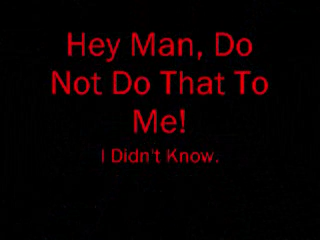 Hey Man, Do
Not Do That To
Me!
I Didn't Know.